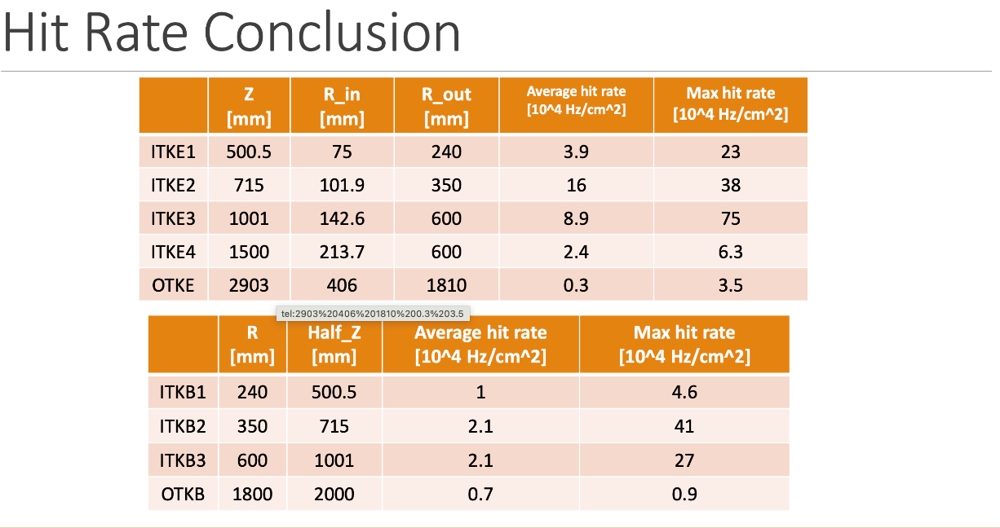 Hit Rate Conclusion
Z [mm] R_in [mm] R_out [mm] Average hit rate [10^4 Hz/cm^2] Max hit rate [10^4 Hz/cm^2]
ITKE1 500.5 75 240 3.9 23
ITKE2 715 101.9 350 16 38
ITKE3 1001 142.6 600 8.9 75
ITKE4 1500 213.7 600 2.4 6.3
OTKE 2903 406 1810 0.3 3.5
tel:2903%20406%201810%200.3%203.5
R [mm] Half_Z [mm] Average hit rate [10^4 Hz/cm^2] Max hit rate [10^4 Hz/cm^2]
ITKB1 240 500.5 1 4.6
ITKB2 350 715 2.1 41
ITKB3 600 1001 2.1 27
OTKB 1800 2000 0.7 0.9